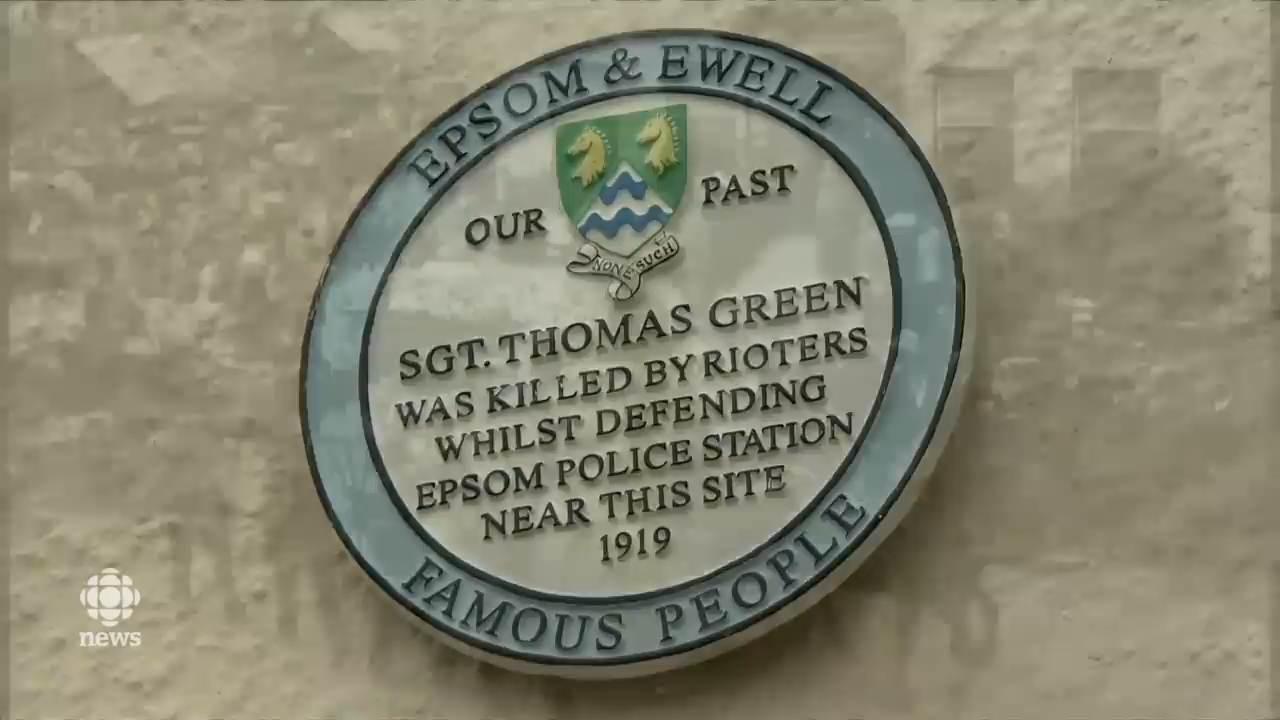 EPSOM & EWELL
OUR PAST
NONE SUCH
SGT. THOMAS GREEN
WAS KILLED BY RIOTERS
WHILST DEFENDING
EPSOM POLICE STATION
NEAR THIS SITE
1919
FAMOUS PEOPLE
news